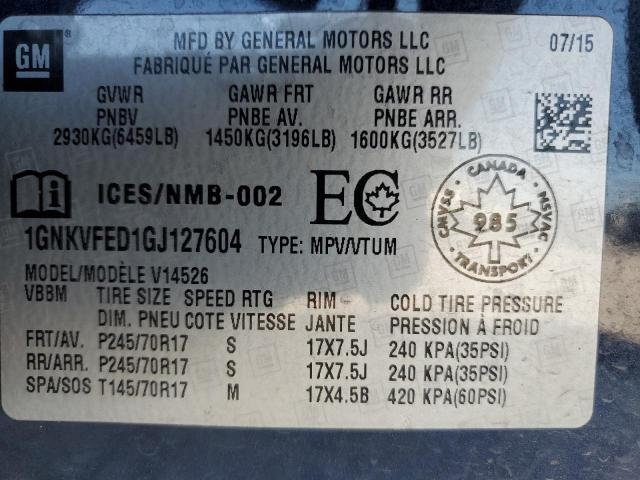 GM ®
MFD BY GENERAL MOTORS LLC 07/15
FABRIQUÉ PAR GENERAL MOTORS LLC
GVWR GAWR FRT GAWR RR
PNBV PNBE AV. PNBE ARR.
2930KG(6459LB) 1450KG(3196LB) 1600KG(3527LB)
ICES/NMB-002 EC
CANADA
CMVSS NSVAC
985
TRANSPORT
1GNKVFED1GJ127604 TYPE: MPV/VTUM
MODEL/MODÈLE V14526
VBBM TIRE SIZE SPEED RTG RIM COLD TIRE PRESSURE
DIM. PNEU COTE VITESSE JANTE PRESSION À FROID
FRT/AV. P245/70R17 S 17X7.5J 240 KPA(35PSI)
RR/ARR. P245/70R17 S 17X7.5J 240 KPA(35PSI)
SPA/SOS T145/70R17 M 17X4.5B 420 KPA(60PSI)